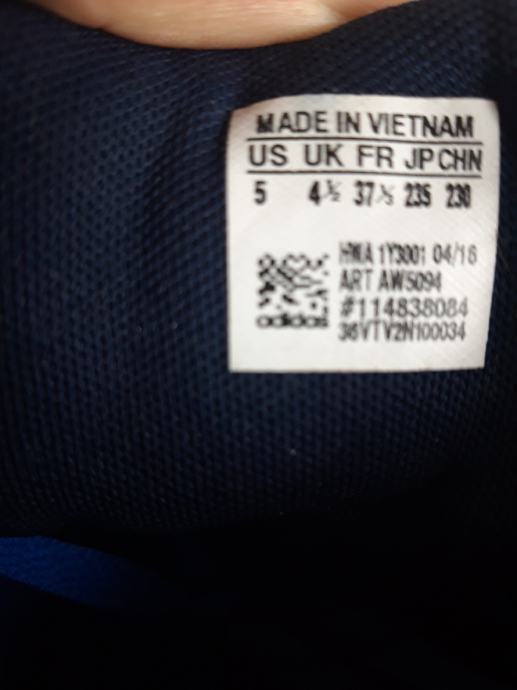 MADE IN VIETNAM
US UK FR JP CHN
5 4½ 37⅓ 235 230
HWA 1Y3001 04/16
ART AW5094
#114838084
adidas
36VTV2N100034